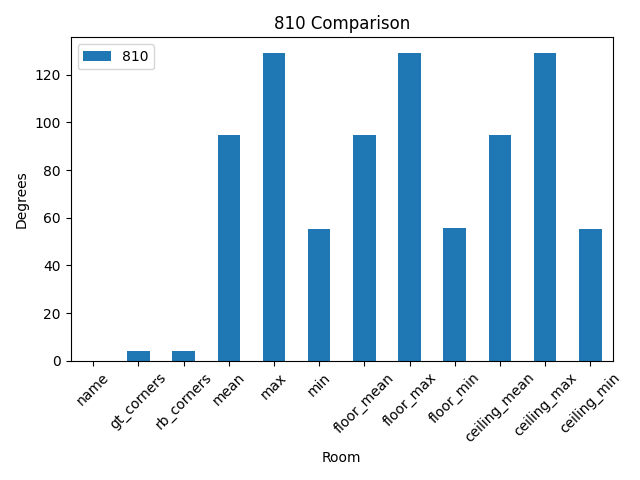 810 Comparison
810
Degrees
120
100
80
60
40
20
0
name
gt_corners
rb_corners
mean
max
min
floor_mean
floor_max
floor_min
ceiling_mean
ceiling_max
ceiling_min
Room